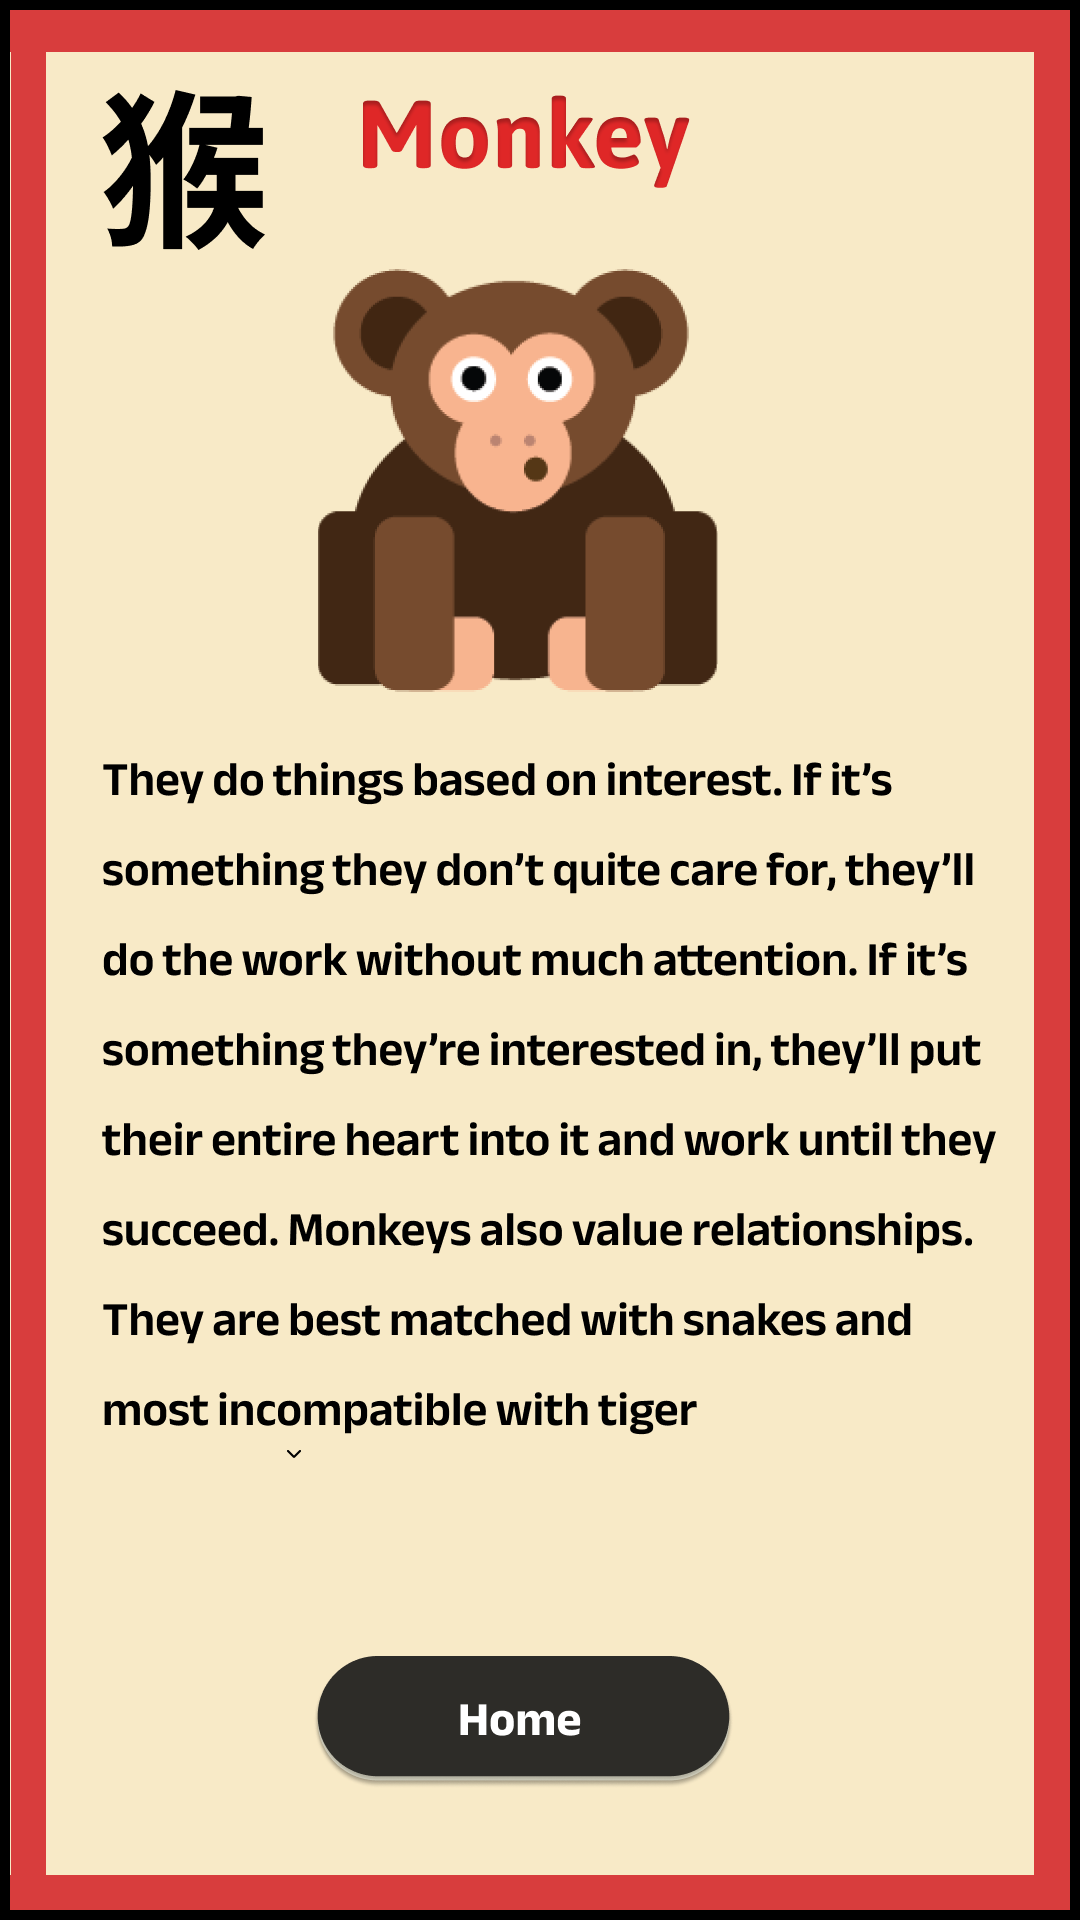 猴
Monkey
They do things based on interest. If it’s
something they don’t quite care for, they’ll
do the work without much attention. If it’s
something they’re interested in, they’ll put
their entire heart into it and work until they
succeed. Monkeys also value relationships.
They are best matched with snakes and
most incompatible with tiger
Home